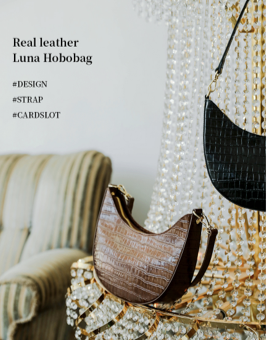 Real leather
Luna Hobobag
#DESIGN
#STRAP
#CARDSLOT